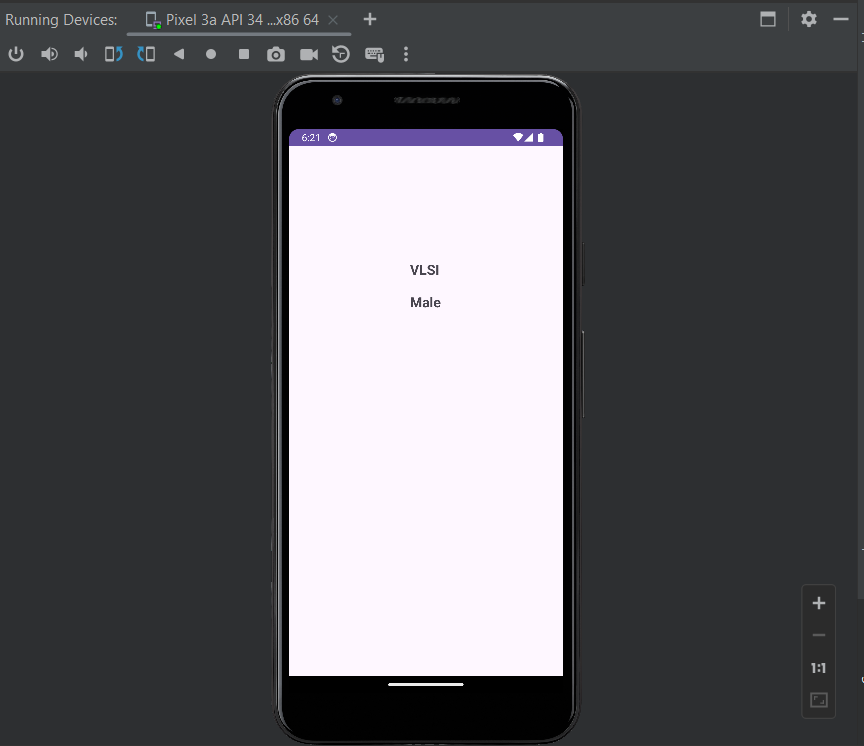 Running Devices: Pixel 3a API 34 ...x86 64
6:21
VLSI
Male
1:1